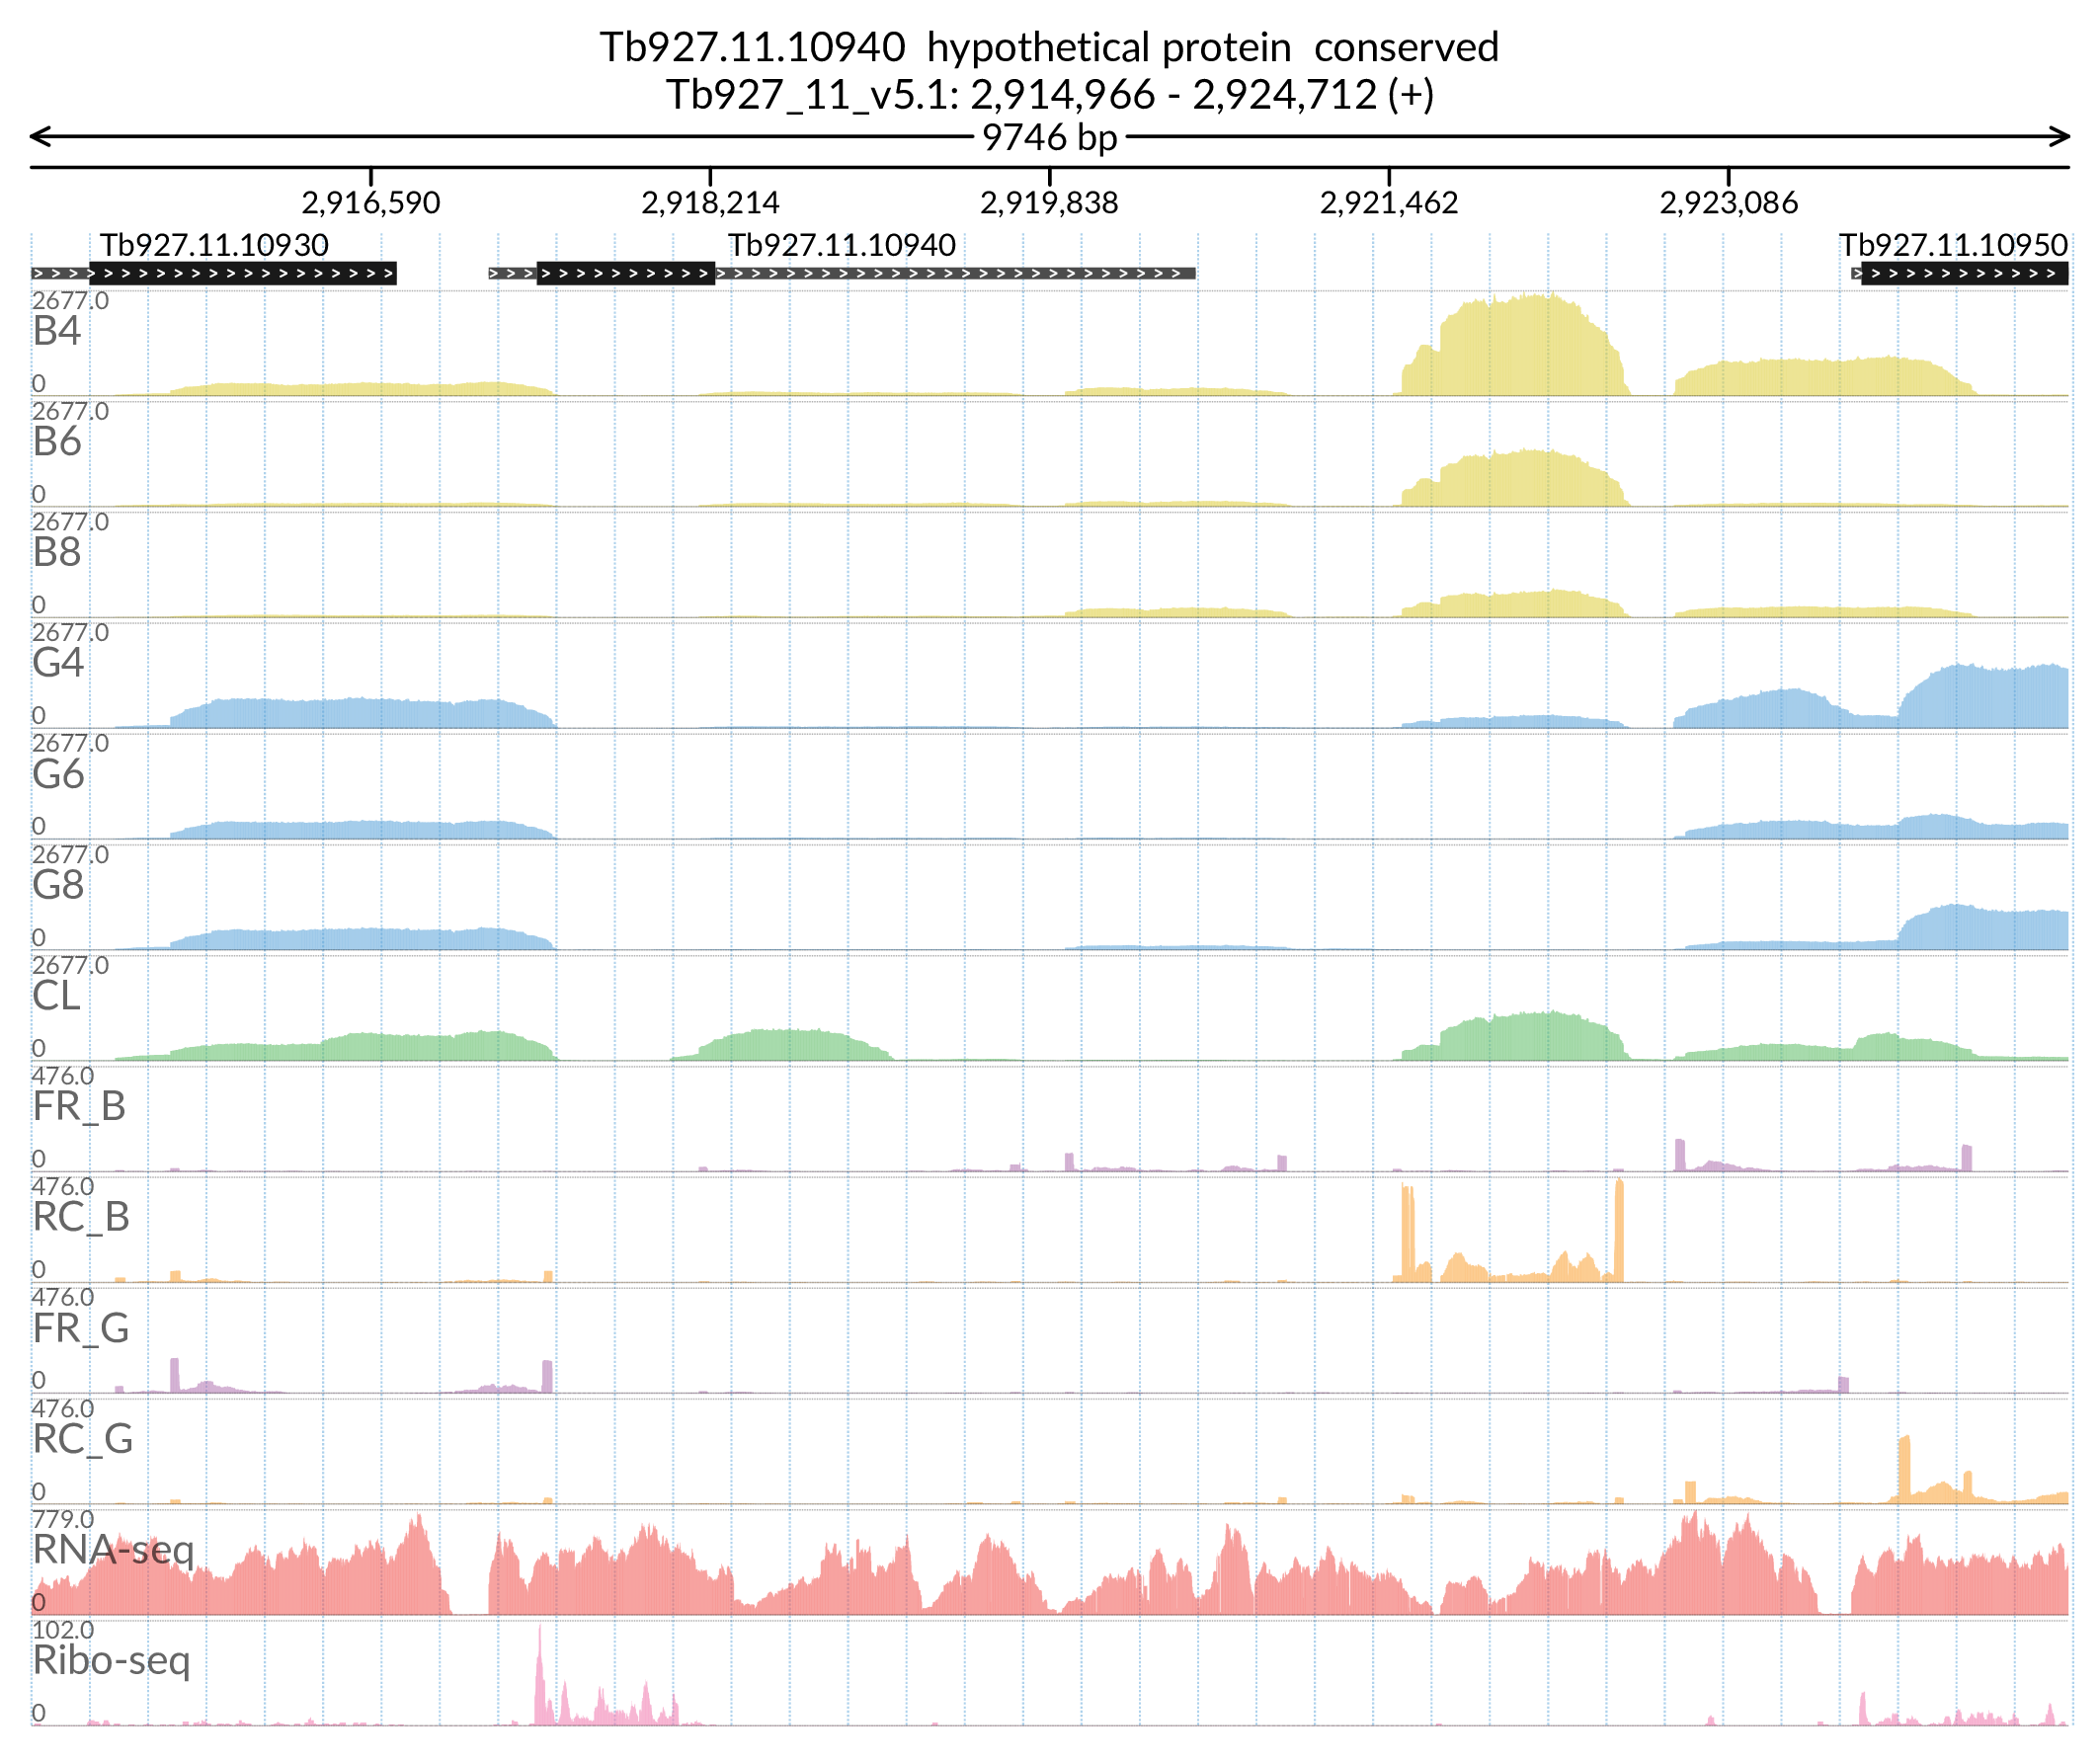 Tb927.11.10940 hypothetical protein conserved
Tb927_11_v5.1: 2,914,966 - 2,924,712 (+)
9746 bp
2,916,590 2,918,214 2,919,838 2,921,462 2,923,086
Tb927.11.10930 Tb927.11.10940 Tb927.11.10950
2677.0
B4
0
2677.0
B6
0
2677.0
B8
0
2677.0
G4
0
2677.0
G6
0
2677.0
G8
0
2677.0
CL
0
476.0
FR_B
0
476.0
RC_B
0
476.0
FR_G
0
476.0
RC_G
0
779.0
RNA-seq
0
102.0
Ribo-seq
0